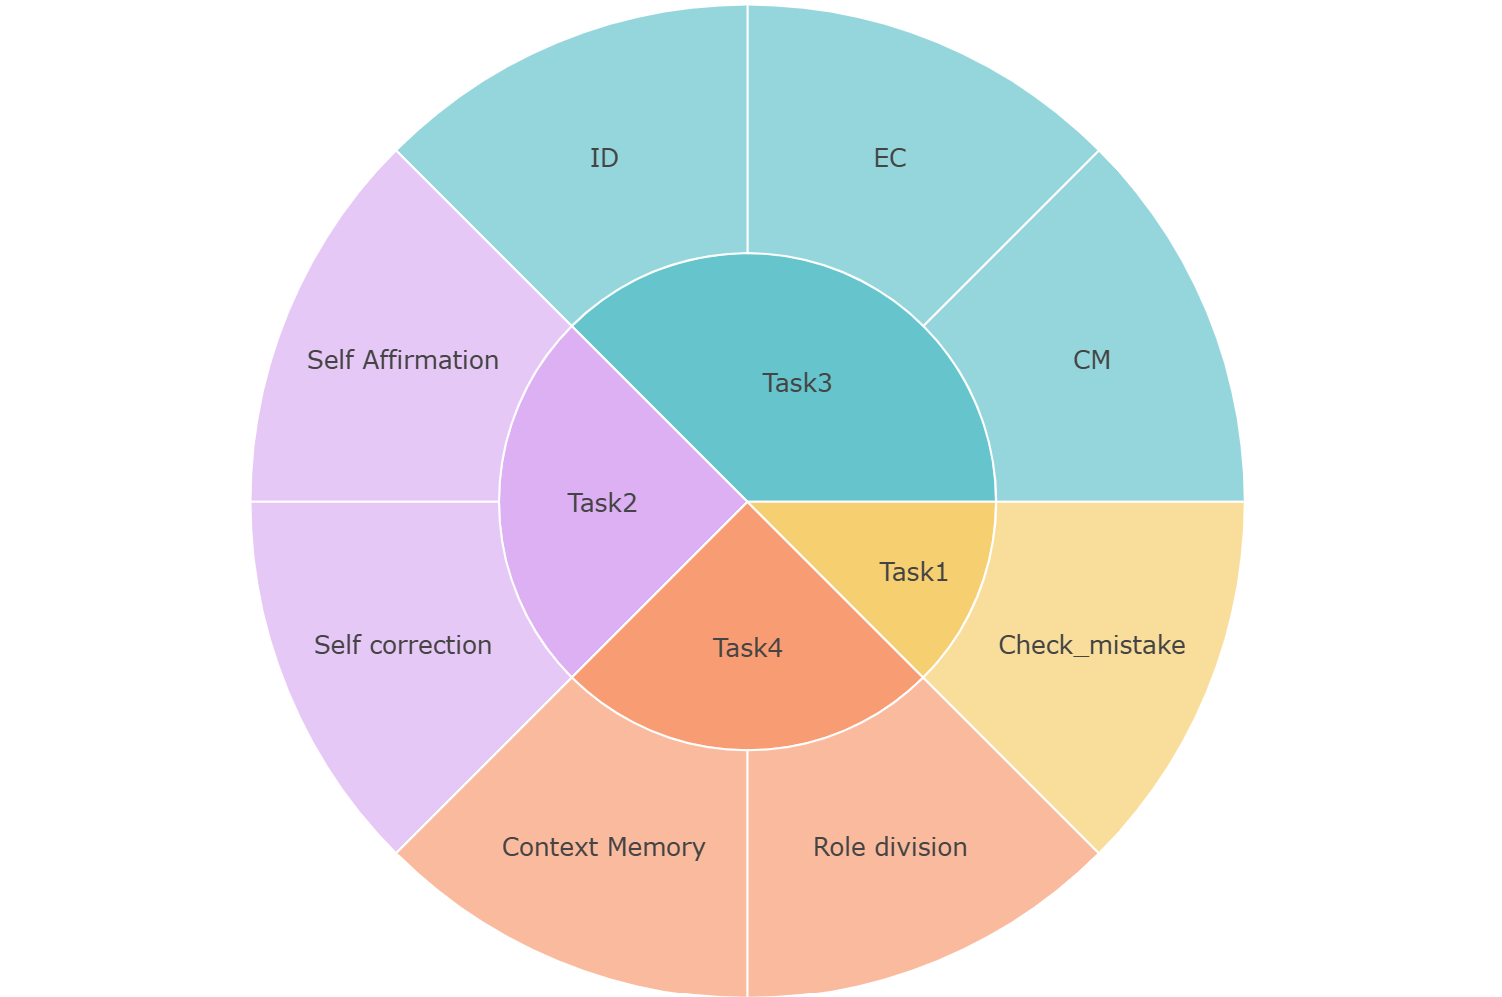 ID
EC
Self Affirmation
CM
Task3
Task2
Task1
Self correction
Check_mistake
Task4
Context Memory
Role division